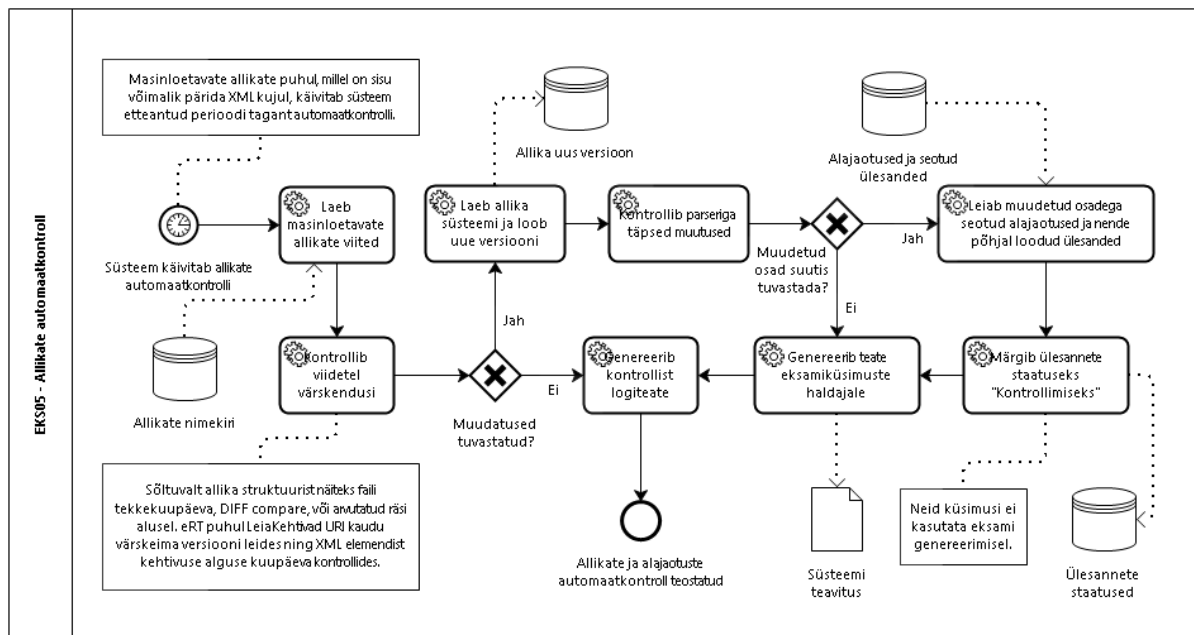 EKS05 - Allikate automaatkontroll
Masinloetavate allikate puhul, millel on sisu
võimalik pärida XML kujul, käivitab süsteem
etteantud perioodi tagant automaatkontrolli.
Süsteem käivitab allikate
automaatkontrolli
Laeb
masinloetavate
allikate viited
Allikate nimekiri
Kontrollib
viidetel
värskendusi
Sõltuvalt allika struktuurist näiteks faili
tekkekuupäeva, DIFF compare, või arvutatud räsi
alusel. eRT puhul LeiaKehtivad URI kaudu
värskeima versiooni leides ning XML elemendist
kehtivuse alguse kuupäeva kontrollides.
Muudatused
tuvastatud?
Jah
Ei
Laeb allika
süsteemi ja loob
uue versiooni
Allika uus versioon
Kontrollib parseriga
täpsed muutused
Muudetud
osad suutis
tuvastada?
Jah
Ei
Alajaotused ja seotud
ülesanded
Leiab muudetud osadega
seotud alajaotused ja nende
põhjal loodud ülesanded
Märgib ülesannete
staatuseks
"Kontrollimiseks"
Neid küsimusi ei
kasutata eksami
genereerimisel.
Ülesannete
staatused
Genereerib teate
eksamiküsimuste
haldajale
Süsteemi
teavitus
Genereerib
kontrollist
logiteate
Allikate ja alajaotuste
automaatkontroll teostatud